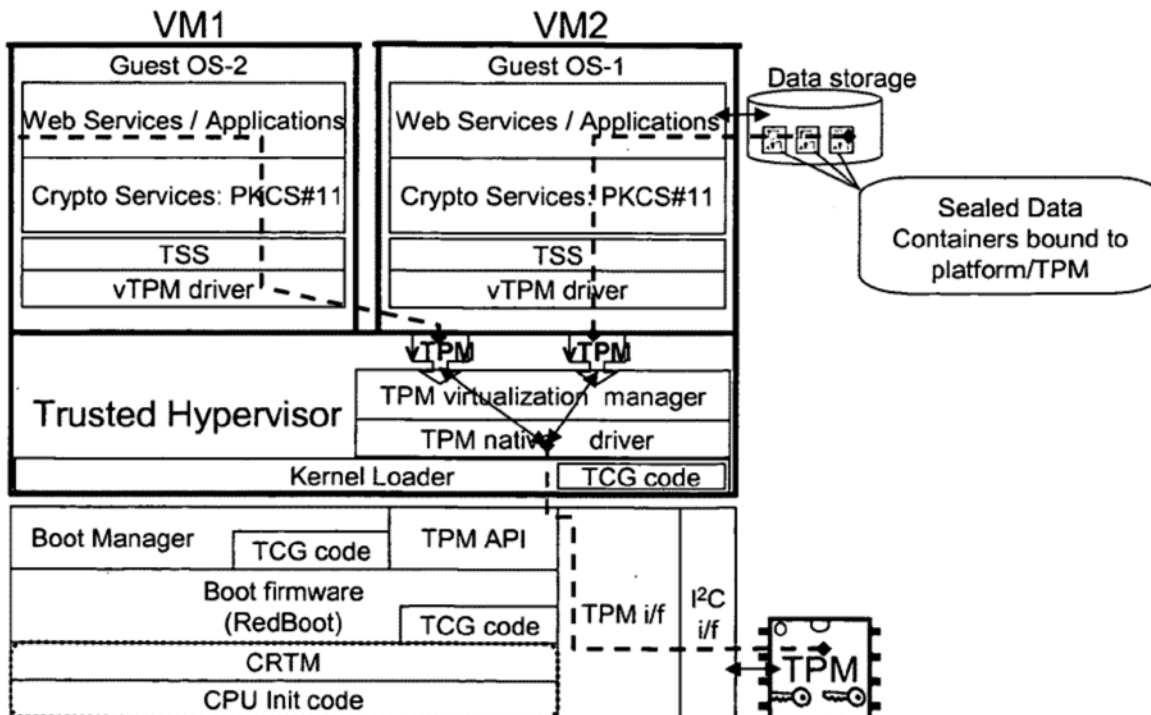 VM1
VM2
Guest OS-2
Guest OS-1
Data storage
Web Services / Applications
Web Services / Applications
Crypto Services: PKCS#11
Crypto Services: PKCS#11
Sealed Data
Containers bound to
platform/TPM
TSS
TSS
vTPM driver
vTPM driver
vTPM
vTPM
TPM virtualization manager
Trusted Hypervisor
TPM native driver
Kernel Loader
TCG code
Boot Manager
TCG code
TPM API
Boot firmware
(RedBoot)
TCG code
TPM i/f
I²C
i/f
CRTM
TPM
CPU Init code